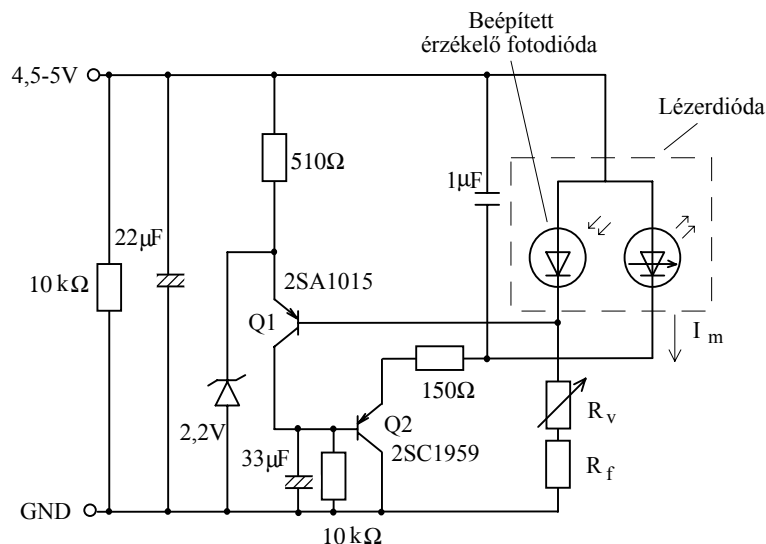 Beépített
érzékelő fotodióda
4,5-5V
Lézerdióda
510Ω
1µF
22µF
10 kΩ
2SA1015
Q1
I m
150Ω
R v
2,2V
Q2
33µF
2SC1959
R f
GND
10 kΩ